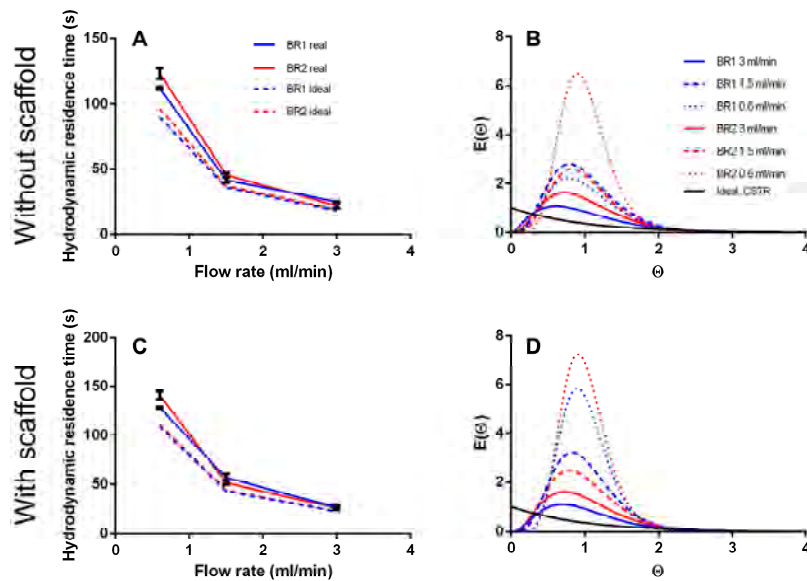 Without scaffold
A
Hydrodynamic residence time (s)
150
100
50
0
0 1 2 3 4
Flow rate (ml/min)
BR1 real
BR2 real
BR1 ideal
BR2 ideal
B
E(Θ)
8
6
4
2
0
0 1 2 3 4
Θ
BR1 3 ml/min
BR1 1.5 ml/min
BR1 0.6 ml/min
BR2 3 ml/min
BR2 1.5 ml/min
BR2 0.6 ml/min
Ideal CSTR
With scaffold
C
Hydrodynamic residence time (s)
200
150
100
50
0
0 1 2 3 4
Flow rate (ml/min)
D
E(Θ)
8
6
4
2
0
0 1 2 3 4
Θ